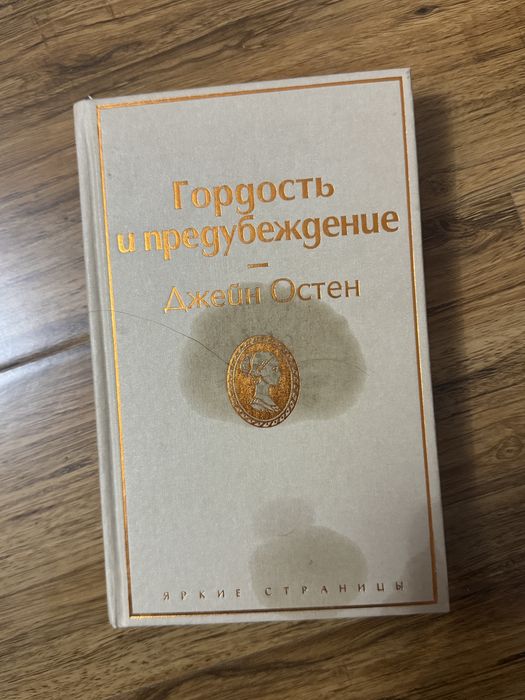 Гордость
и предубеждение
Джейн Остен
ЯРКИЕ СТРАНИЦЫ